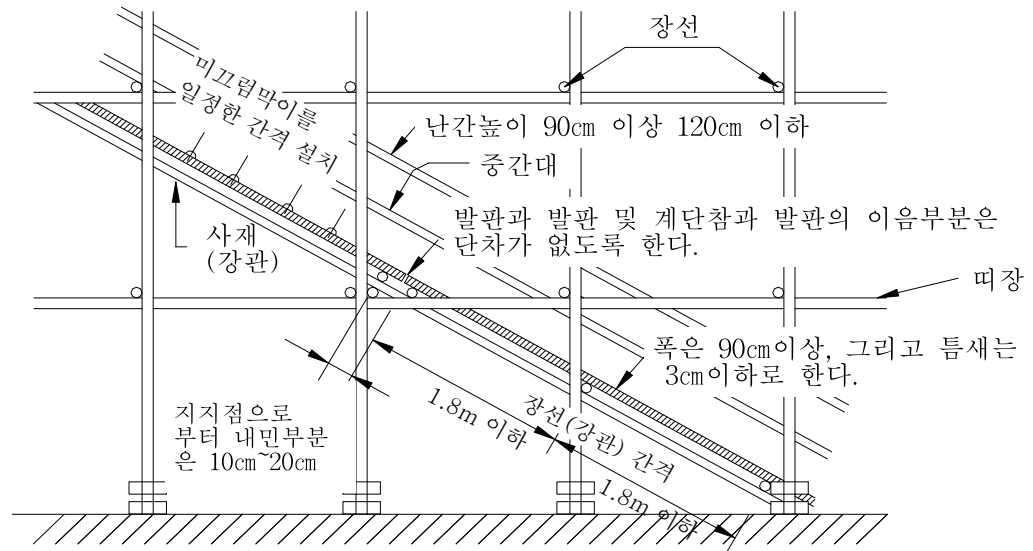 장선
미끄럼막이를
일정한 간격 설치
난간높이 90cm 이상 120cm 이하
중간대
발판과 발판 및 계단참과 발판의 이음부분은
단차가 없도록 한다.
사재
(강관)
띠장
폭은 90cm이상, 그리고 틈새는
3cm이하로 한다.
1.8m 이하
장선(강관) 간격
지지점으로
부터 내민부분
은 10cm~20cm
1.8m 이하